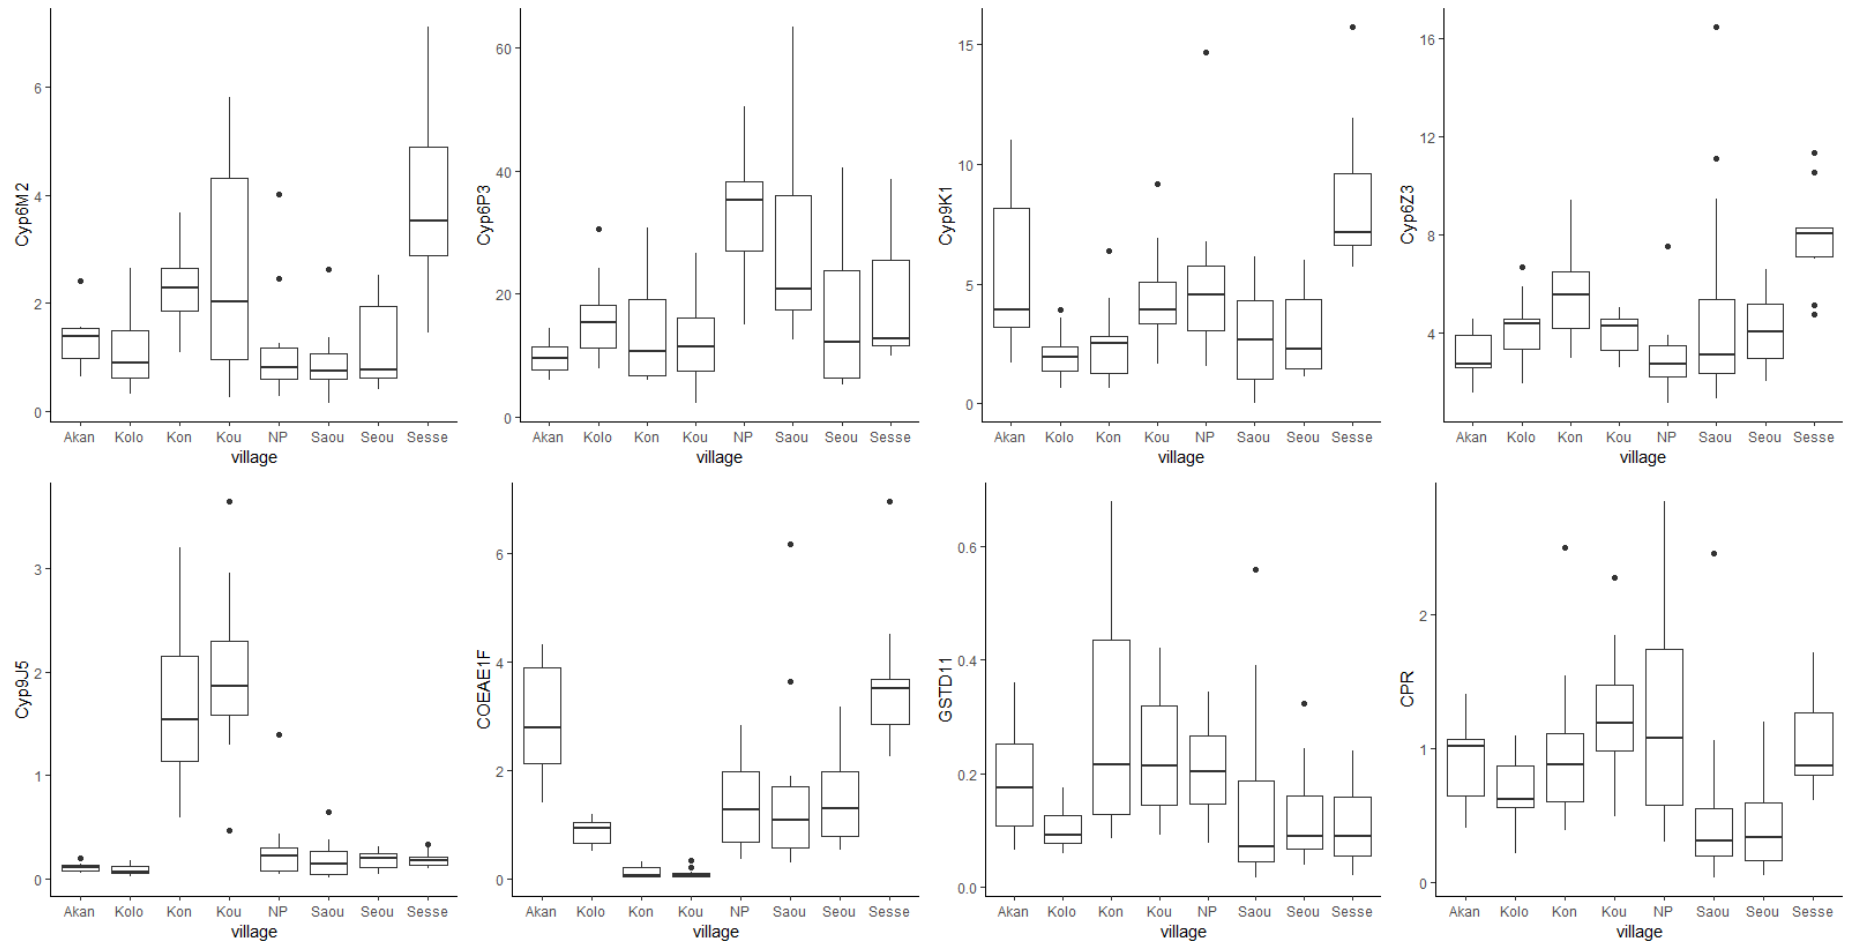 Cyp6M2
6
4
2
0
Akan Kolo Kon Kou NP Saou Seou Sesse
village
Cyp6P3
60
40
20
0
Akan Kolo Kon Kou NP Saou Seou Sesse
village
Cyp9K1
15
10
5
0
Akan Kolo Kon Kou NP Saou Seou Sesse
village
Cyp6Z3
16
12
8
4
Akan Kolo Kon Kou NP Saou Seou Sesse
village
Cyp9J5
3
2
1
0
Akan Kolo Kon Kou NP Saou Seou Sesse
village
COEAE1F
6
4
2
0
Akan Kolo Kon Kou NP Saou Seou Sesse
village
GSTD11
0.6
0.4
0.2
0.0
Akan Kolo Kon Kou NP Saou Seou Sesse
village
CPR
2
1
0
Akan Kolo Kon Kou NP Saou Seou Sesse
village